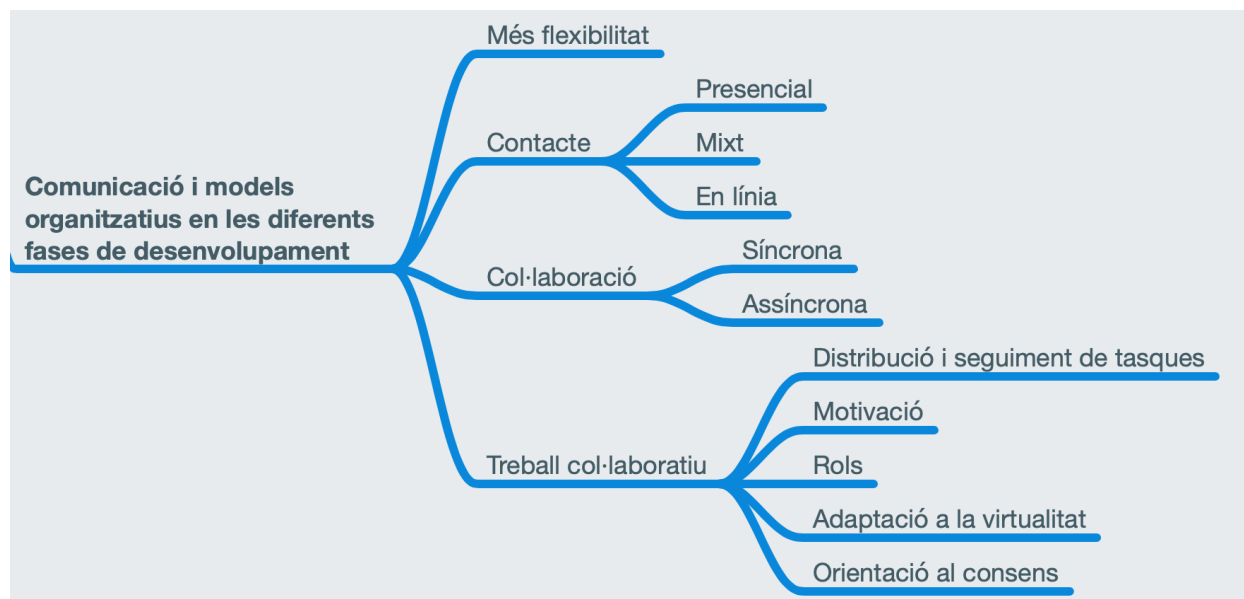 Més flexibilitat
Presencial
Contacte
Mixt
En línia
Comunicació i models
organitzatius en les diferents
fases de desenvolupament
Síncrona
Col·laboració
Assíncrona
Distribució i seguiment de tasques
Motivació
Treball col·laboratiu
Rols
Adaptació a la virtualitat
Orientació al consens